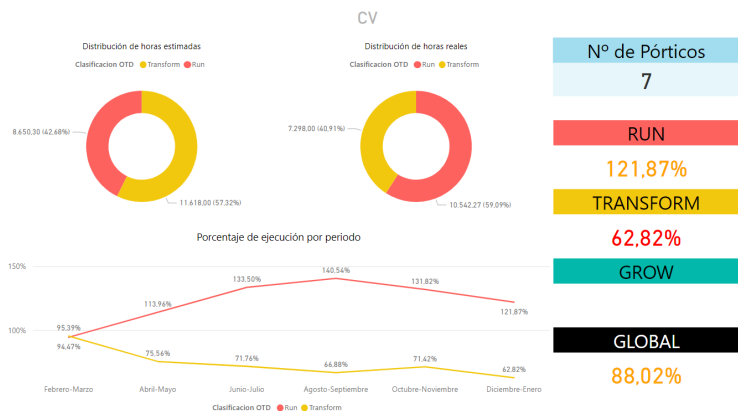 CV
Distribución de horas estimadas
Clasificacion OTD Transform Run
8.650,30 (42,68%)
11.618,00 (57,32%)
Distribución de horas reales
Clasificacion OTD Run Transform
7.298,00 (40,91%)
10.542,27 (59,09%)
Nº de Pórticos
7
RUN
121,87%
TRANSFORM
62,82%
GROW
GLOBAL
88,02%
Porcentaje de ejecución por periodo
150%
100%
95,39%
113,96%
133,50%
140,54%
131,82%
121,87%
94,47%
75,56%
71,76%
66,88%
71,42%
62,82%
Febrero-Marzo
Abril-Mayo
Junio-Julio
Agosto-Septiembre
Octubre-Noviembre
Diciembre-Enero
Clasificacion OTD Run Transform